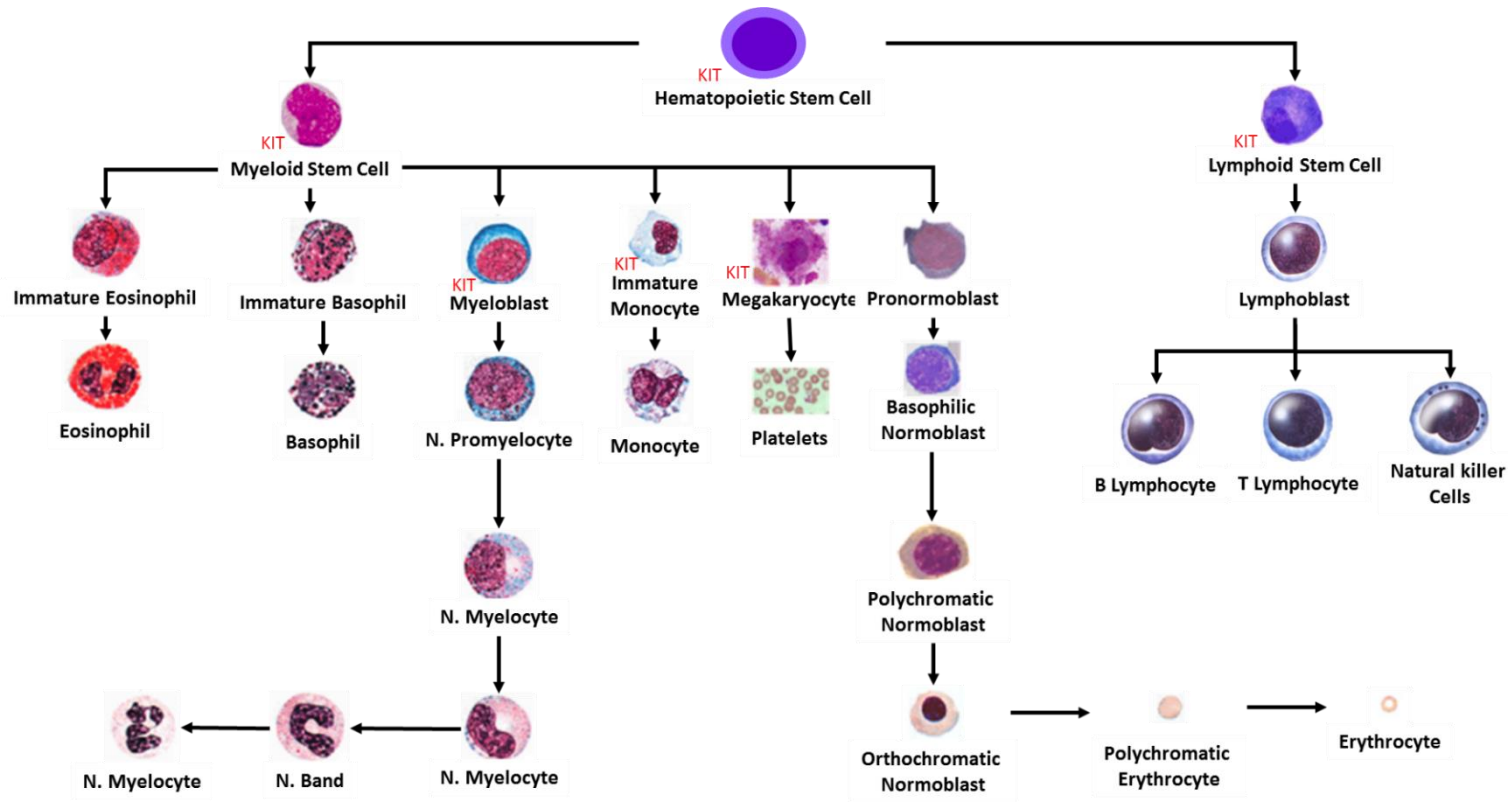 KIT
Hematopoietic Stem Cell
KIT
Myeloid Stem Cell
KIT
Lymphoid Stem Cell
Immature Eosinophil
Immature Basophil
KIT
Myeloblast
KIT
Immature
Monocyte
KIT
Megakaryocyte
Pronormoblast
Lymphoblast
Eosinophil
Basophil
N. Promyelocyte
Monocyte
Platelets
Basophilic
Normoblast
B Lymphocyte
T Lymphocyte
Natural killer
Cells
N. Myelocyte
Polychromatic
Normoblast
N. Myelocyte
N. Band
N. Myelocyte
Orthochromatic
Normoblast
Polychromatic
Erythrocyte
Erythrocyte